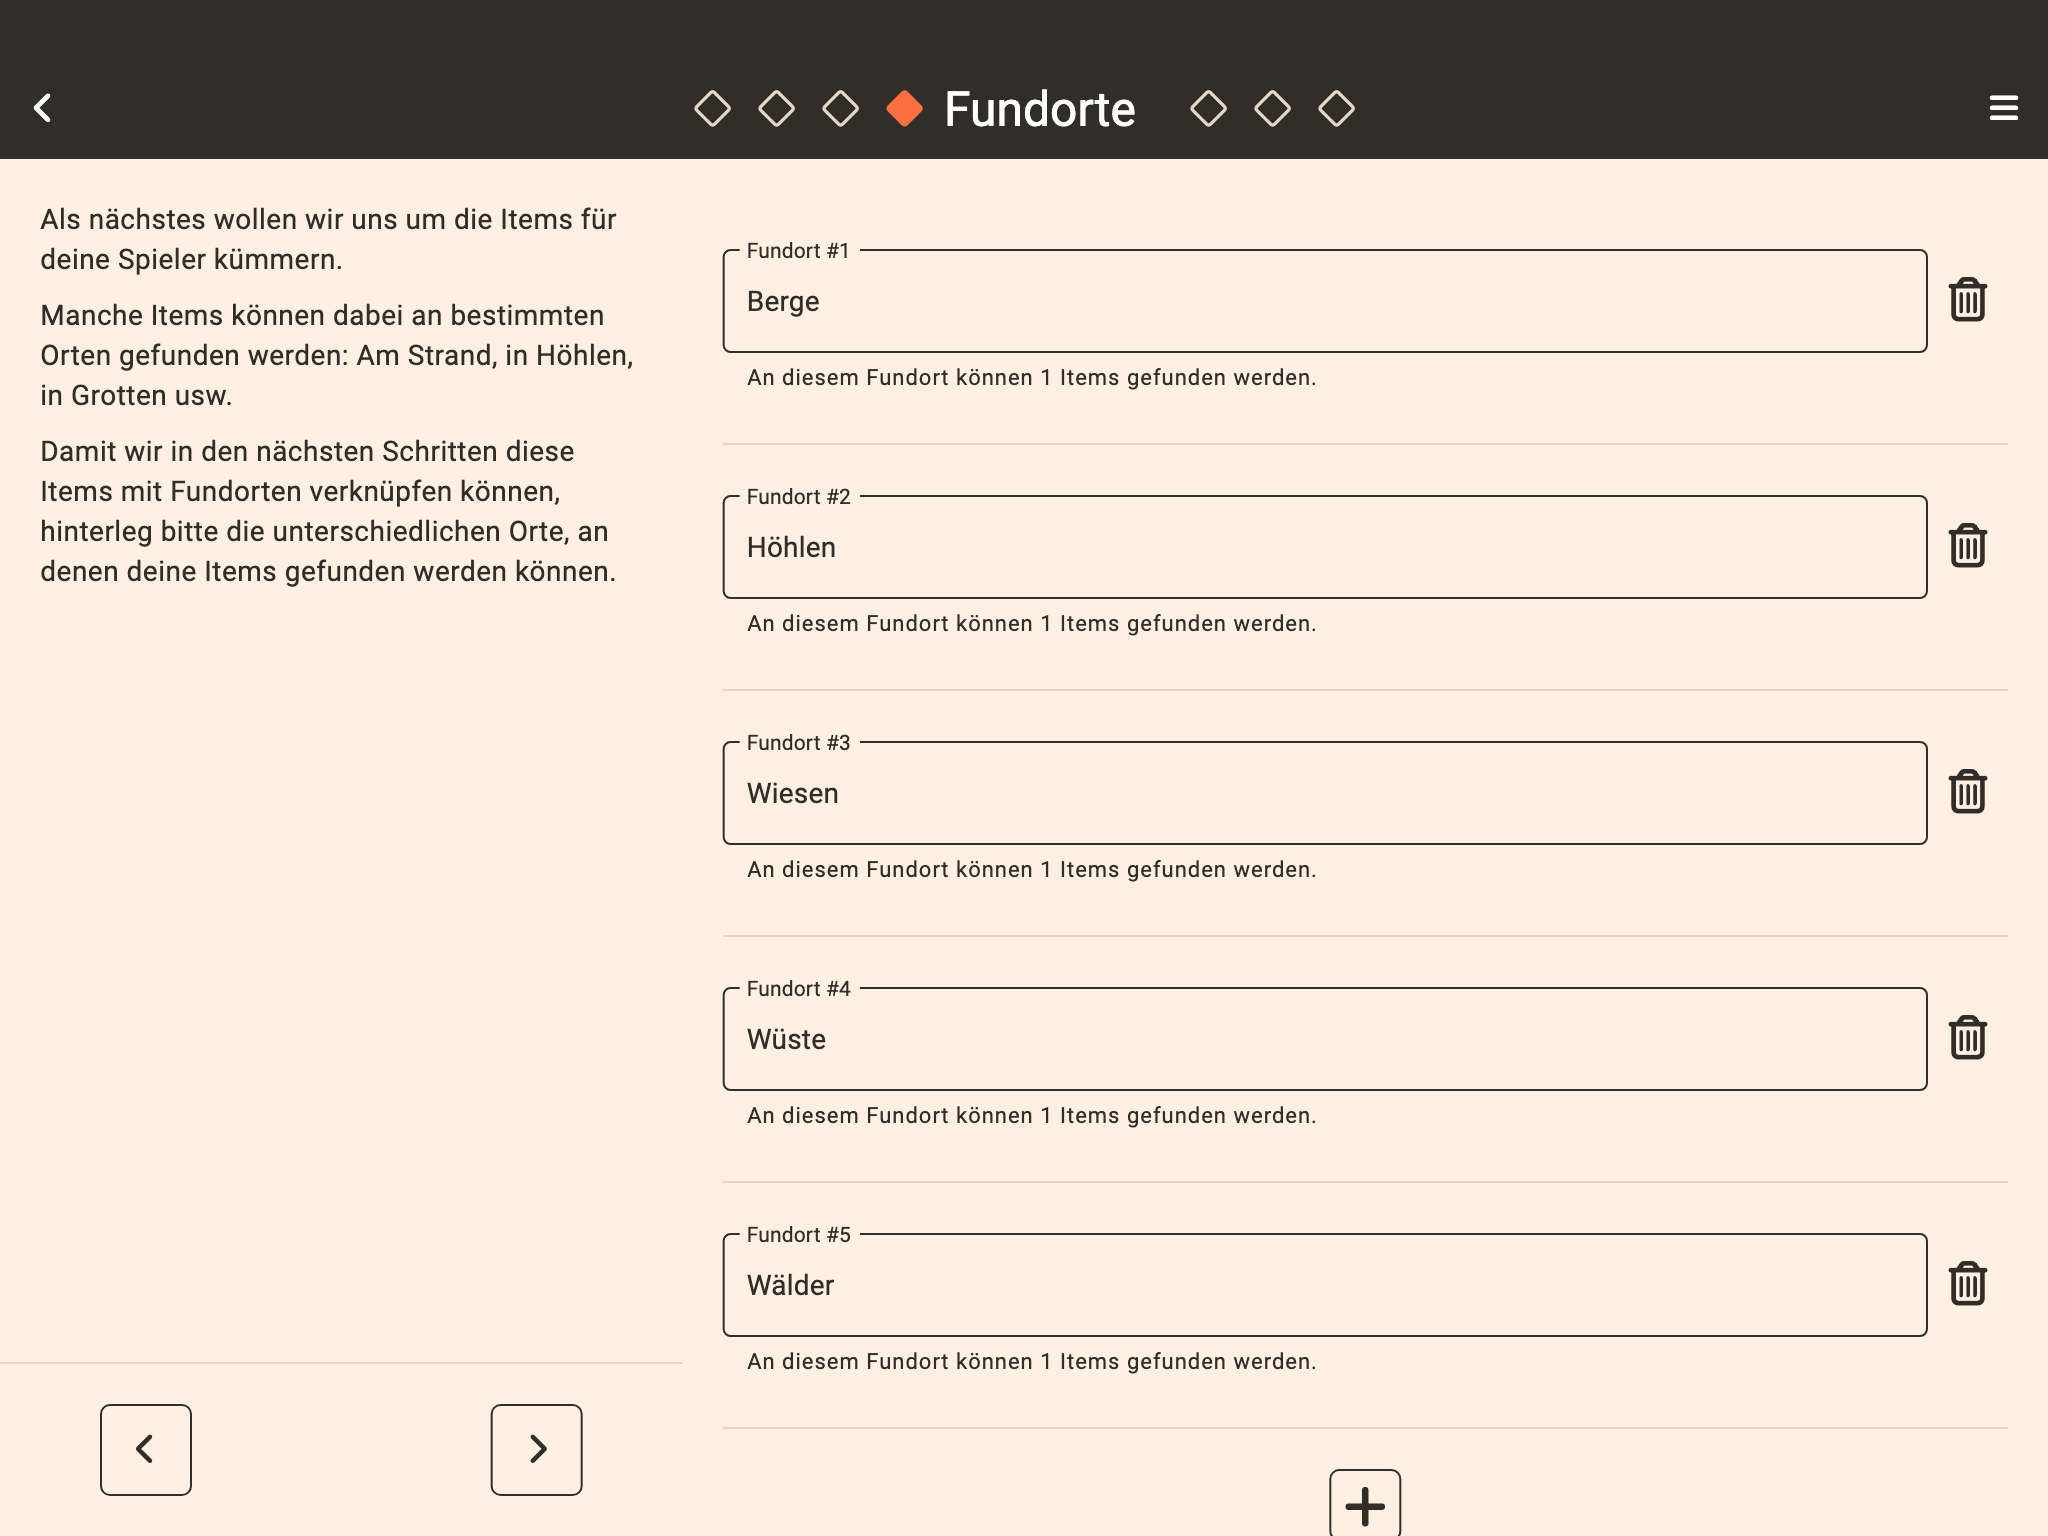 Fundorte
Als nächstes wollen wir uns um die Items für
deine Spieler kümmern.
Manche Items können dabei an bestimmten
Orten gefunden werden: Am Strand, in Höhlen,
in Grotten usw.
Damit wir in den nächsten Schritten diese
Items mit Fundorten verknüpfen können,
hinterleg bitte die unterschiedlichen Orte, an
denen deine Items gefunden werden können.
Fundort #1
Berge
An diesem Fundort können 1 Items gefunden werden.
Fundort #2
Höhlen
An diesem Fundort können 1 Items gefunden werden.
Fundort #3
Wiesen
An diesem Fundort können 1 Items gefunden werden.
Fundort #4
Wüste
An diesem Fundort können 1 Items gefunden werden.
Fundort #5
Wälder
An diesem Fundort können 1 Items gefunden werden.